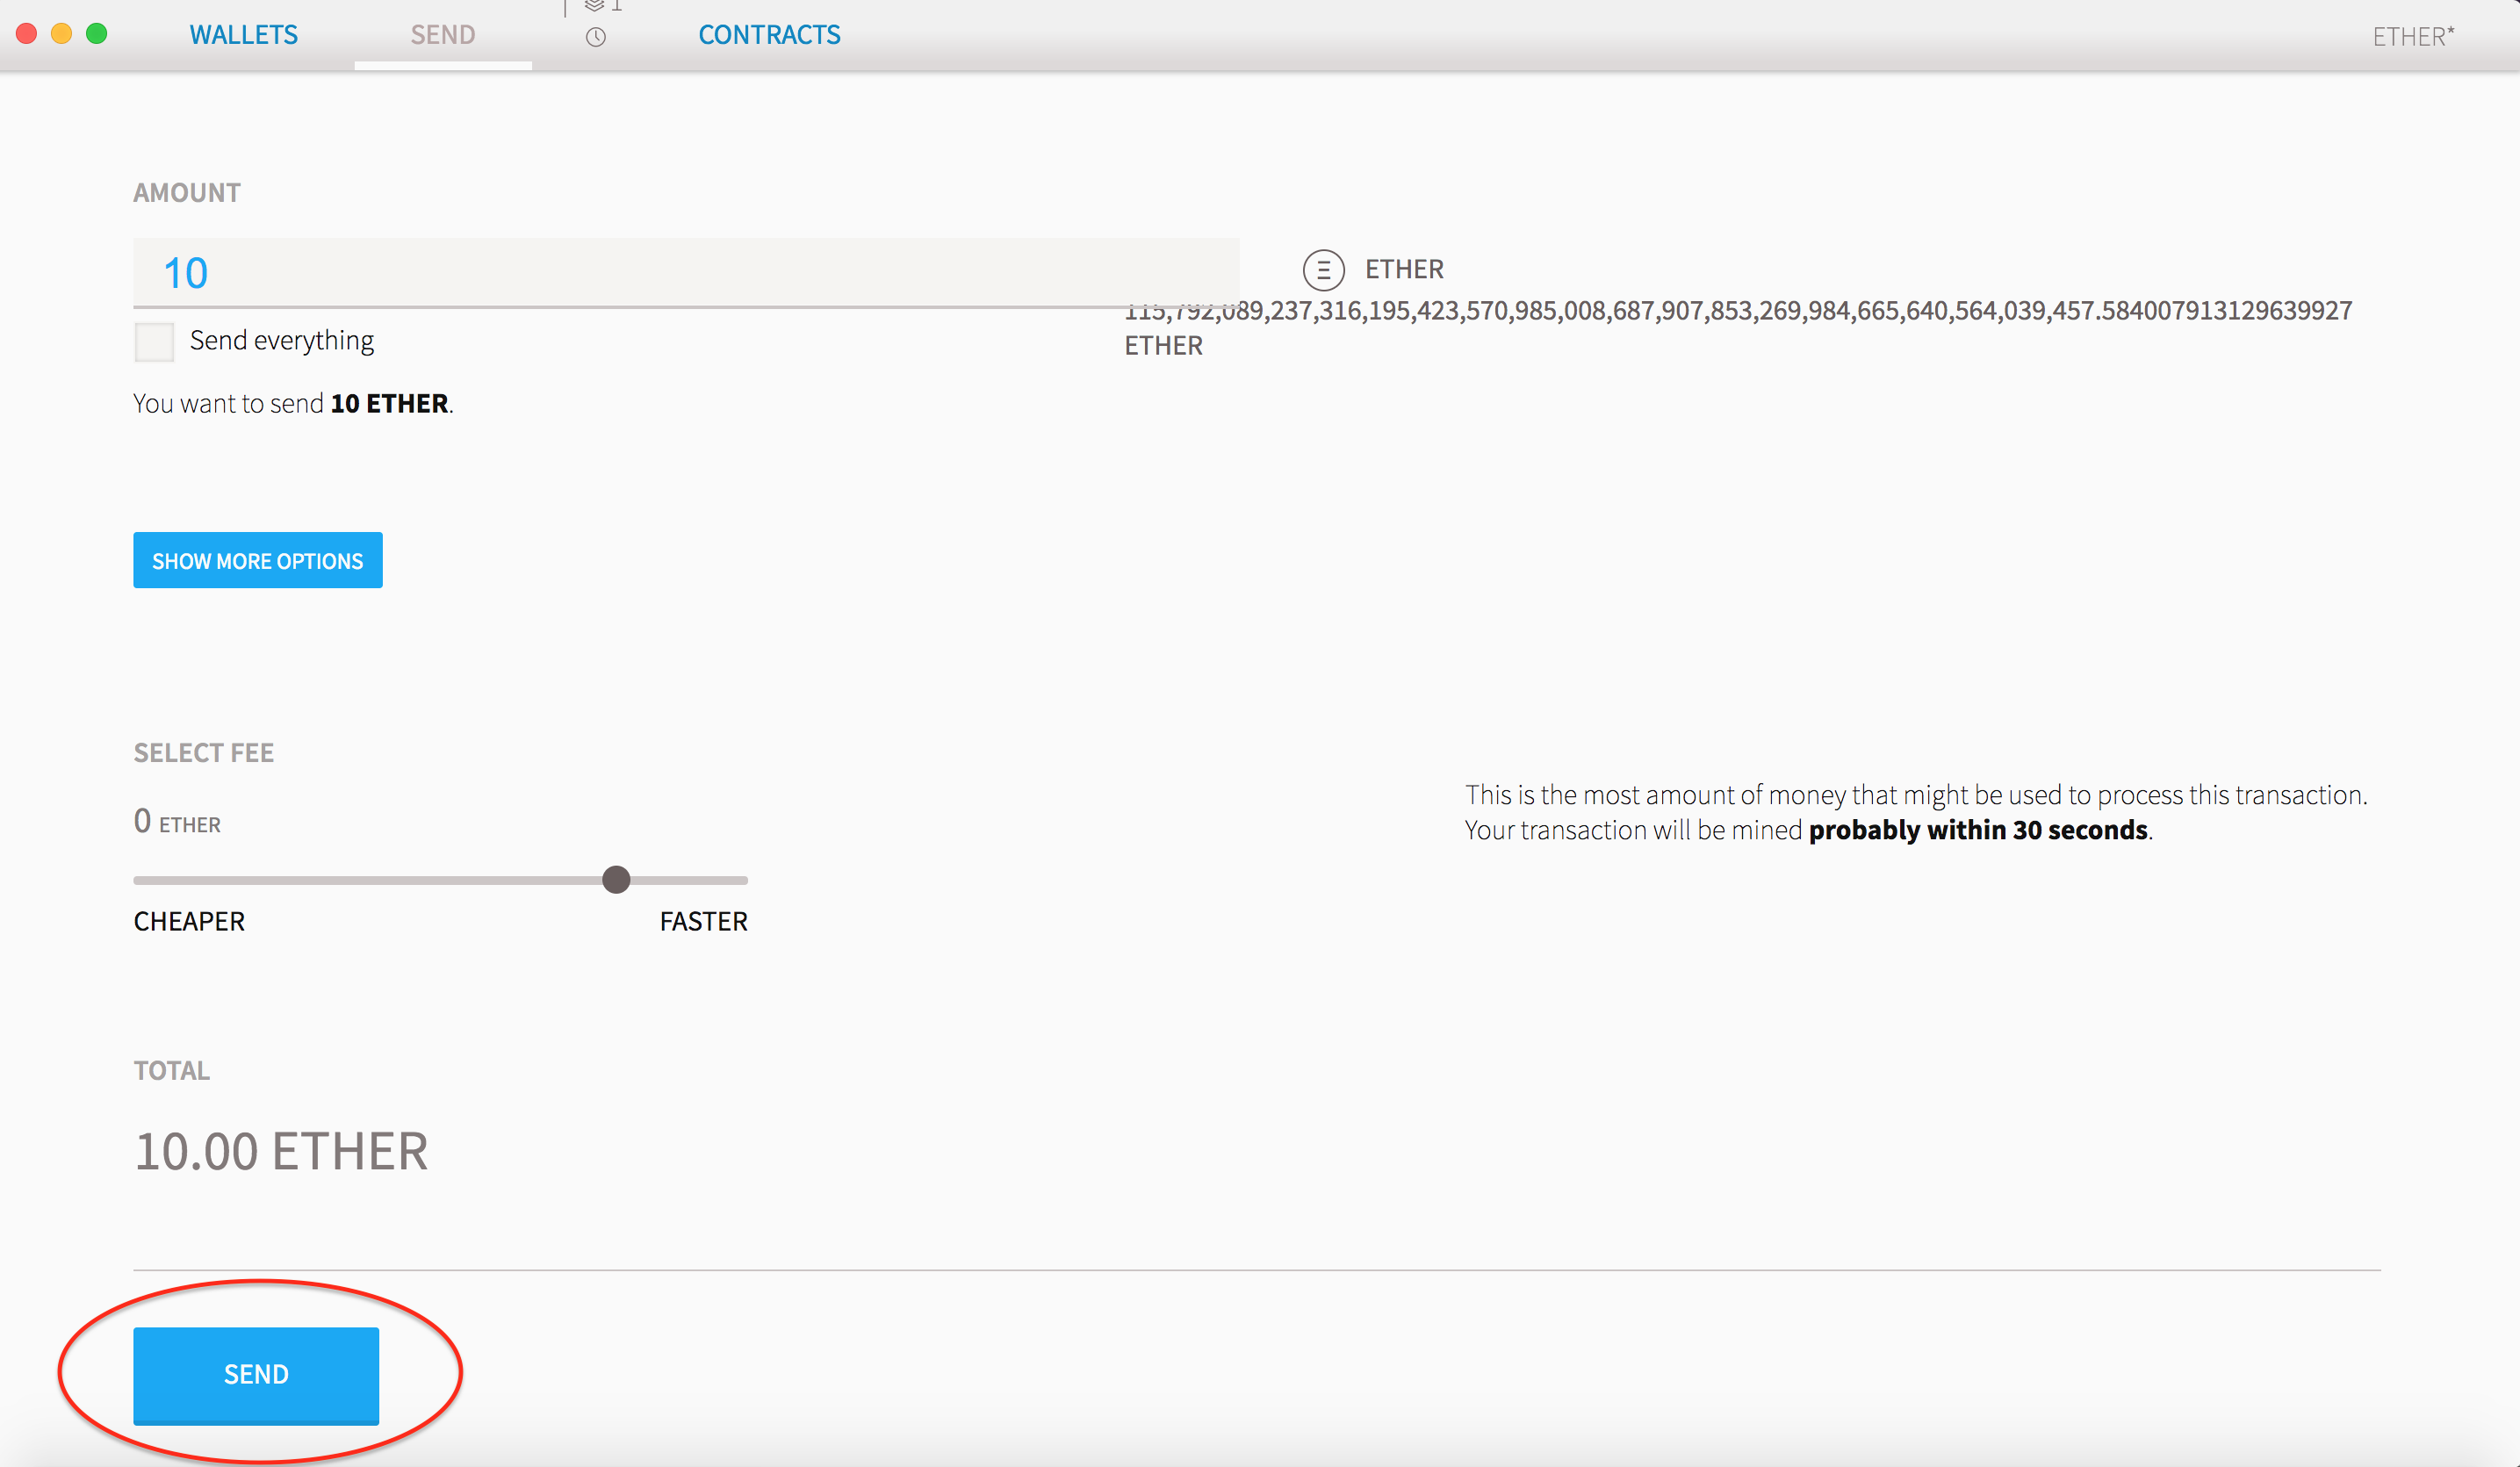 WALLETS
SEND
1
CONTRACTS
ETHER*
AMOUNT
10
ETHER
115,792,089,237,316,195,423,570,985,008,687,907,853,269,984,665,640,564,039,457.584007913129639927
ETHER
Send everything
You want to send 10 ETHER.
SHOW MORE OPTIONS
SELECT FEE
0 ETHER
This is the most amount of money that might be used to process this transaction.
Your transaction will be mined probably within 30 seconds.
CHEAPER
FASTER
TOTAL
10.00 ETHER
SEND